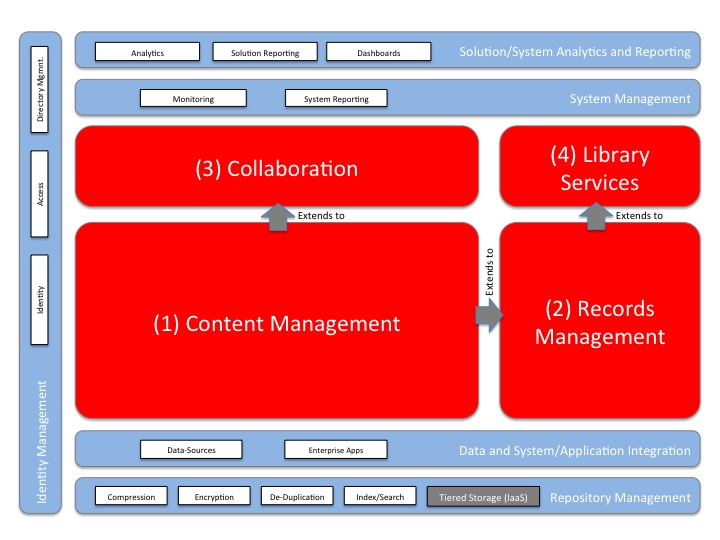 Directory Mgmnt.
Access
Identity
Identity Management
Analytics
Solution Reporting
Dashboards
Solution/System Analytics and Reporting
Monitoring
System Reporting
System Management
(3) Collaboration
(4) Library
Services
Extends to
Extends to
(1) Content Management
Extends to
(2) Records
Management
Data-Sources
Enterprise Apps
Data and System/Application Integration
Compression
Encryption
De-Duplication
Index/Search
Tiered Storage (IaaS)
Repository Management